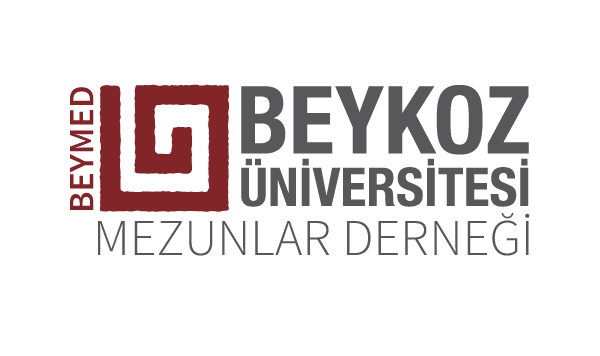 BEYMED
BEYKOZ
ÜNİVERSİTESİ
MEZUNLAR DERNEĞİ